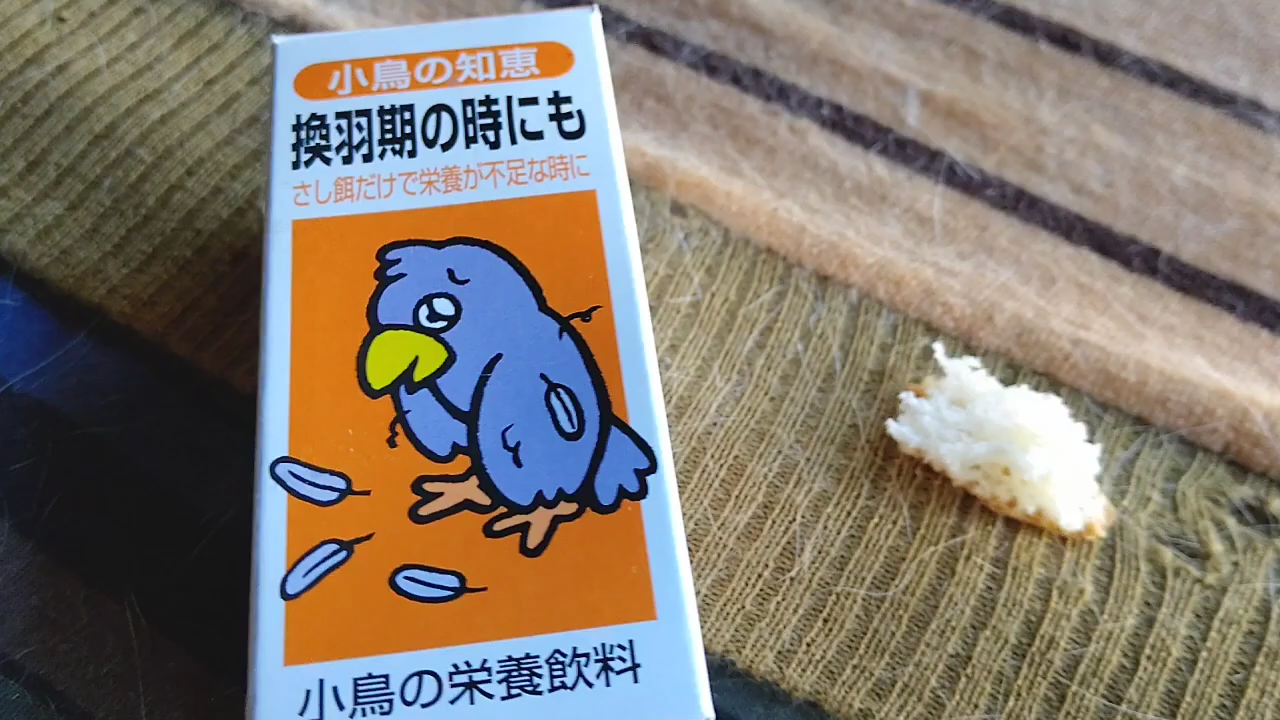 小鳥の知恵
換羽期の時にも
さし餌だけで栄養が不足な時に
小鳥の栄養飲料